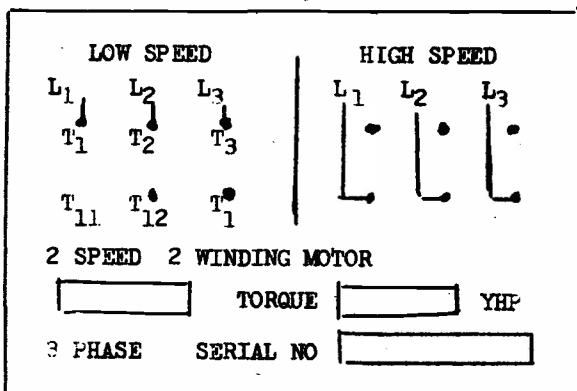 LOW SPEED HIGH SPEED
L1 L2 L3 L1 L2 L3
T1 T2 T3
T11 T12 T1
2 SPEED 2 WINDING MOTOR
TORQUE YHP
3 PHASE SERIAL NO